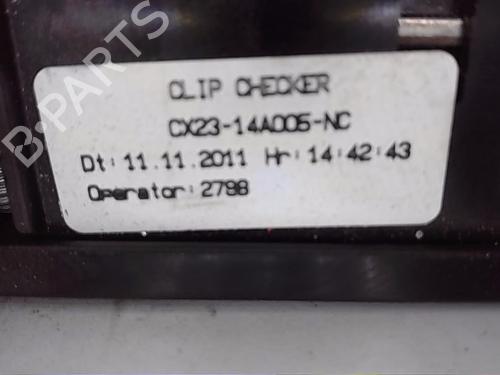 CLIP CHECKER
CX23-14A005-NC
Dt: 11.11.2011 Hr: 14:42:43
Operator: 2798
B-PARTS